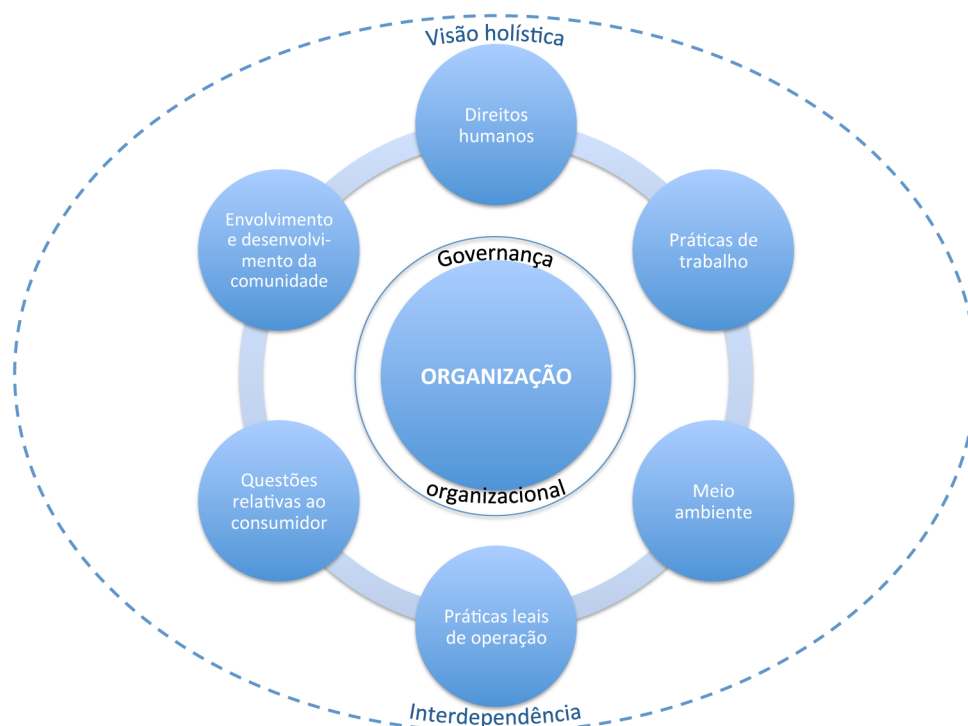 Visão holística
Direitos
humanos
Envolvimento
e desenvolvi-
mento da
comunidade
Práticas de
trabalho
Governança
ORGANIZAÇÃO
organizacional
Questões
relativas ao
consumidor
Meio
ambiente
Práticas leais
de operação
Interdependência